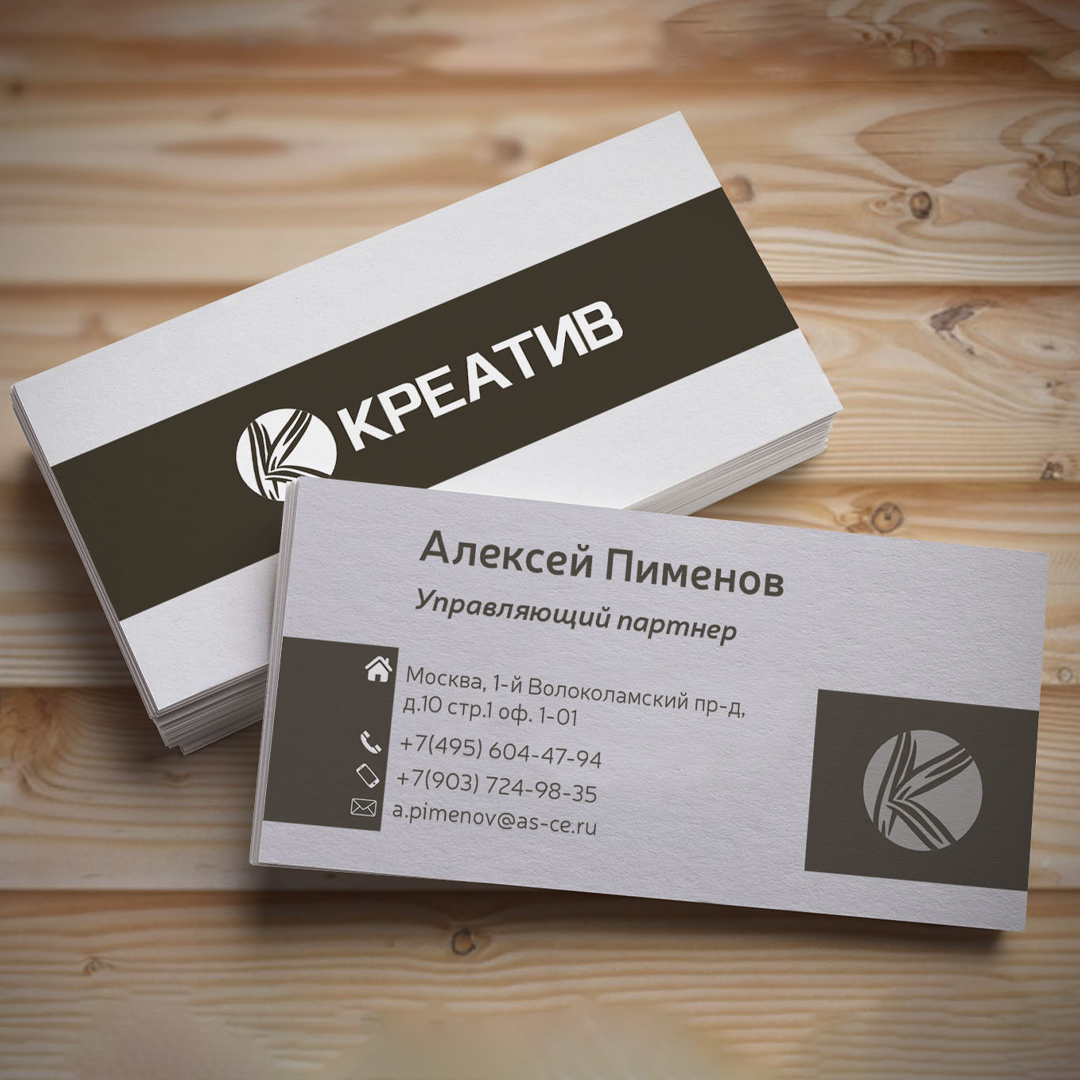 КРЕАТИВ
Алексей Пименов
Управляющий партнер
Москва, 1-й Волоколамский пр-д,
д.10 стр.1 оф. 1-01
+7(495) 604-47-94
+7(903) 724-98-35
a.pimenov@as-ce.ru